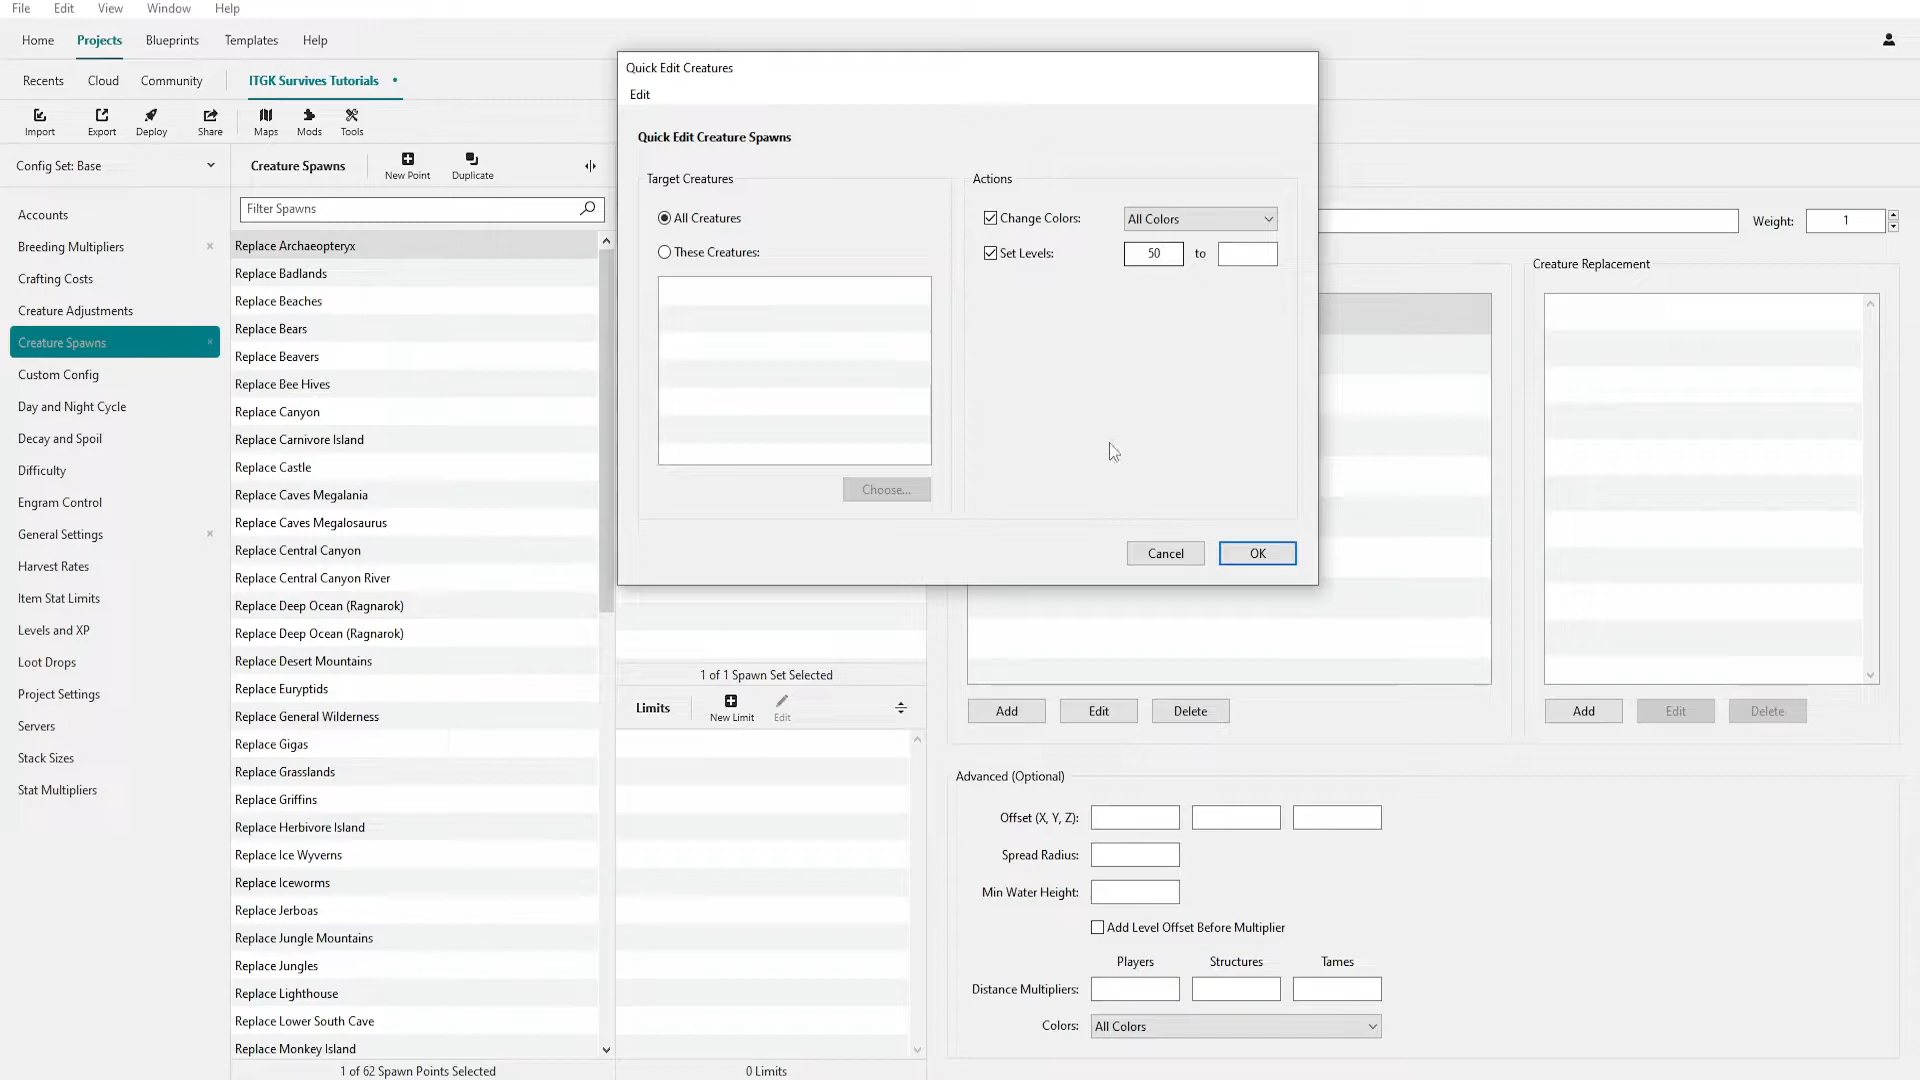 File Edit View Window Help
Home Projects Blueprints Templates Help
Recents Cloud Community ITGK Survives Tutorials •
Import Export Deploy Share Maps Mods Tools
Config Set: Base
Accounts
Breeding Multipliers
Crafting Costs
Creature Adjustments
Creature Spawns
Custom Config
Day and Night Cycle
Decay and Spoil
Difficulty
Engram Control
General Settings
Harvest Rates
Item Stat Limits
Levels and XP
Loot Drops
Project Settings
Servers
Stack Sizes
Stat Multipliers
Creature Spawns New Point Duplicate
Filter Spawns
Replace Archaeopteryx
Replace Badlands
Replace Beaches
Replace Bears
Replace Beavers
Replace Bee Hives
Replace Canyon
Replace Carnivore Island
Replace Castle
Replace Caves Megalania
Replace Caves Megalosaurus
Replace Central Canyon
Replace Central Canyon River
Replace Deep Ocean (Ragnarok)
Replace Deep Ocean (Ragnarok)
Replace Desert Mountains
Replace Euryptids
Replace General Wilderness
Replace Gigas
Replace Grasslands
Replace Griffins
Replace Herbivore Island
Replace Ice Wyverns
Replace Iceworms
Replace Jerboas
Replace Jungle Mountains
Replace Jungles
Replace Lighthouse
Replace Lower South Cave
Replace Monkey Island
1 of 62 Spawn Points Selected
Quick Edit Creatures
Edit
Quick Edit Creature Spawns
Target Creatures
All Creatures
These Creatures:
Choose...
Actions
Change Colors: All Colors
Set Levels: 50 to
Cancel OK
1 of 1 Spawn Set Selected
Limits New Limit Edit
0 Limits
Weight: 1
Creature Replacement
Add Edit Delete
Add Edit Delete
Advanced (Optional)
Offset (X, Y, Z):
Spread Radius:
Min Water Height:
Add Level Offset Before Multiplier
Players Structures Tames
Distance Multipliers:
Colors: All Colors